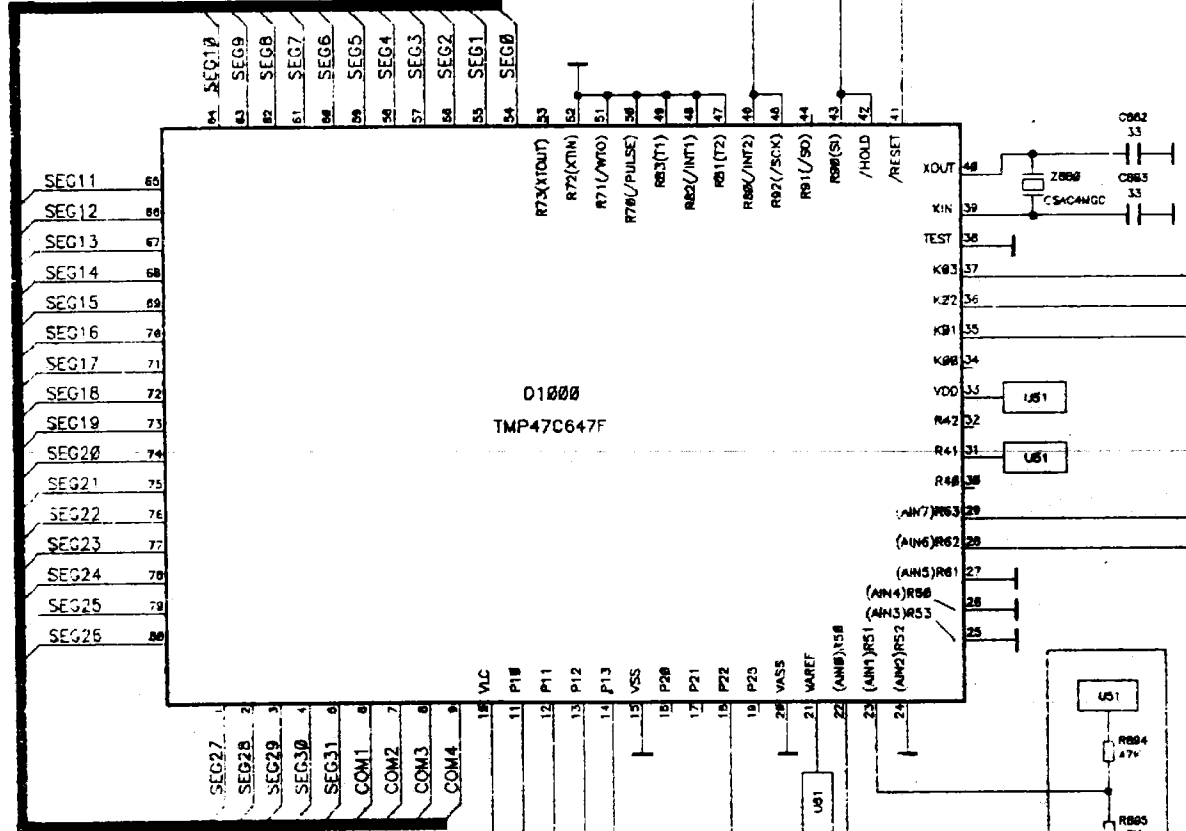 SEG10 SEG9 SEG8 SEG7 SEG6 SEG5 SEG4 SEG3 SEG2 SEG1 SEG0
64 63 62 61 60 59 58 57 56 55 54 53 52 51 50 49 48 47 46 45 44 43 42 41
R73(XTOUT) R72(XTIN) R71(/WTO) R70(/PULSE) R83(T1) R82(/INT1) R81(T2) R80(/INT2) R92(/SCK) R91(/SO) R90(SI) /HOLD /RESET
C882
33
XOUT 40
Z880
CSAC4MGC
C883
33
XIN 39
TEST 38
K03 37
K22 36
K01 35
K00 34
VDD 33 U51
R42 32
R41 31 U51
R40 30
(AIN7)R63 29
(AIN6)R62 28
(AIN5)R61 27
(AIN4)R60 26
(AIN3)R53 25
SEG11 65
SEG12 66
SEG13 67
SEG14 68
SEG15 69
SEG16 70
SEG17 71
SEG18 72
SEG19 73
SEG20 74
SEG21 75
SEG22 76
SEG23 77
SEG24 78
SEG25 79
SEG26 80
D1000
TMP47C647F
VLC P10 P11 P12 P13 VSS P20 P21 P22 P23 VASS VAREF (AIN0)R50 (AIN1)R51 (AIN2)R52
1 2 3 4 5 6 7 8 9 10 11 12 13 14 15 16 17 18 19 20 21 22 23 24
SEG27 SEG28 SEG29 SEG30 SEG31 COM1 COM2 COM3 COM4
U51
U51
R894
47K
R895